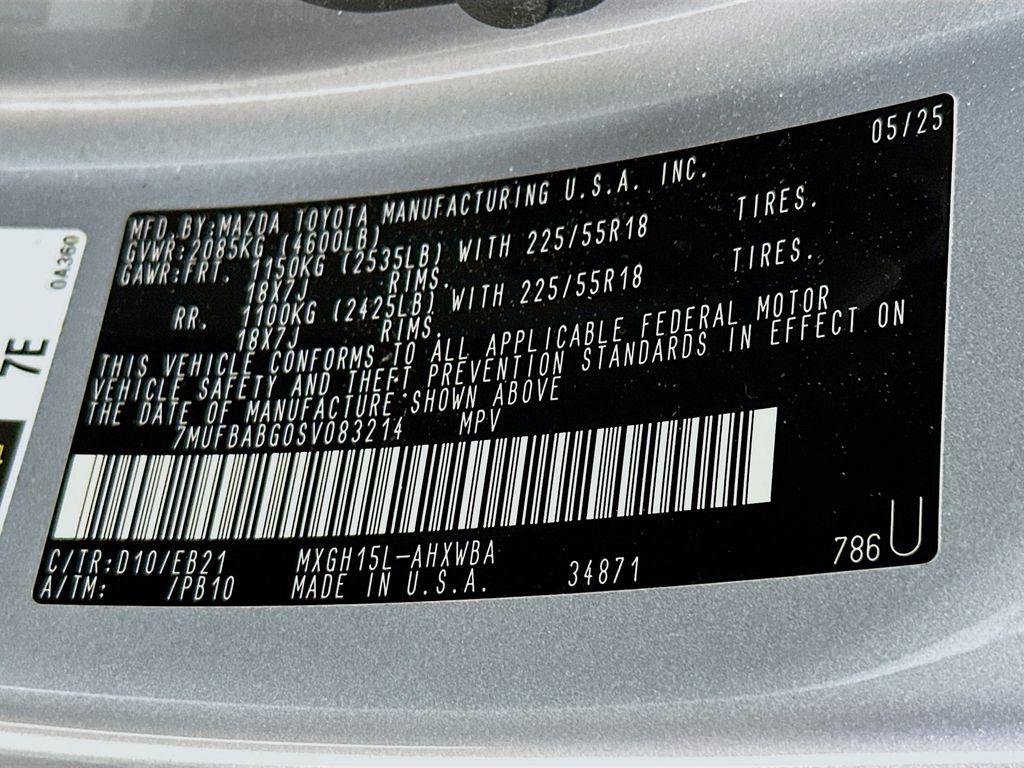 05/25
MFD.BY:MAZDA TOYOTA MANUFACTURING U.S.A. INC.
GVWR:2085KG (4600LB)
GAWR:FRT. 1150KG (2535LB) WITH 225/55R18 TIRES.
18X7J RIMS.
RR. 1100KG (2425LB) WITH 225/55R18 TIRES.
18X7J RIMS.
THIS VEHICLE CONFORMS TO ALL APPLICABLE FEDERAL MOTOR
VEHICLE SAFETY AND THEFT PREVENTION STANDARDS IN EFFECT ON
THE DATE OF MANUFACTURE SHOWN ABOVE
7MUFBABG0SV083214 MPV
C/TR:D10/EB21 MXGH15L-AHXWBA
A/TM: /PB10 MADE IN U.S.A. 34871 786 U
0A360
7E